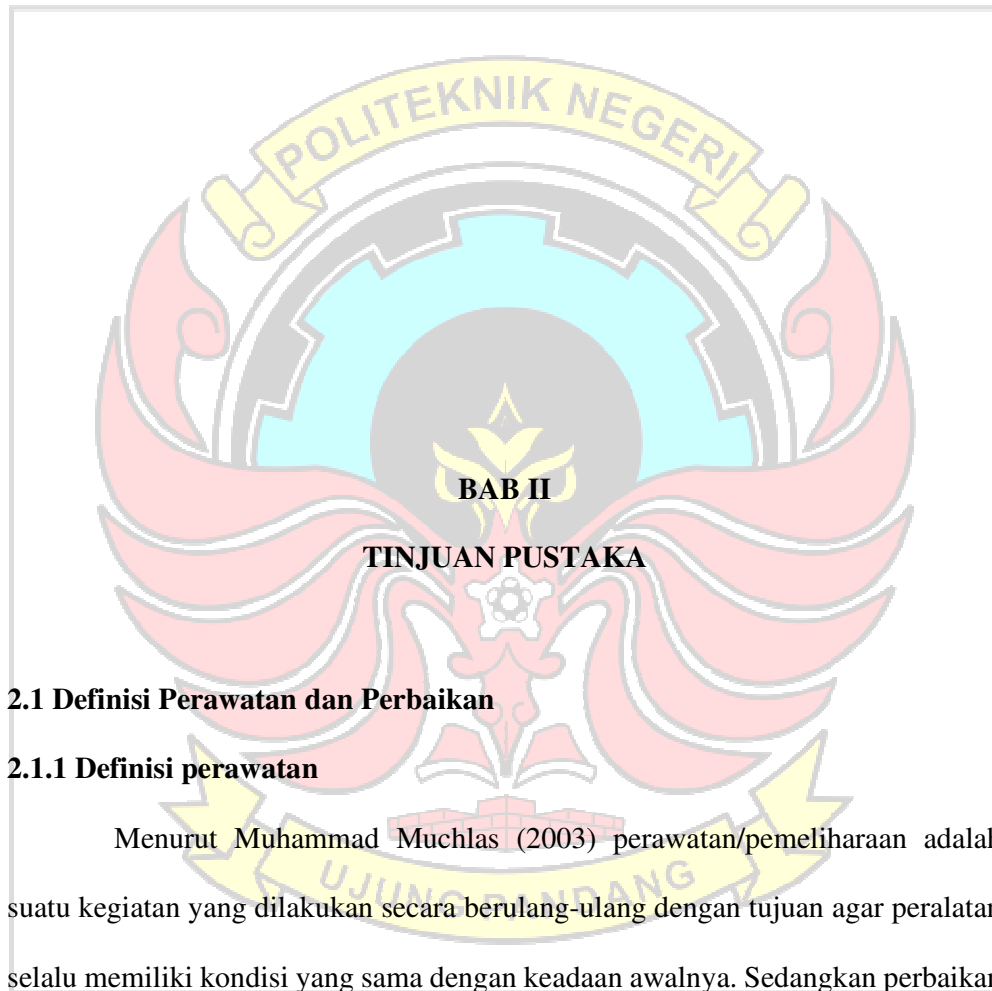 POLITEKNIK NEGERI
BAB II
TINJUAN PUSTAKA
2.1 Definisi Perawatan dan Perbaikan
2.1.1 Definisi perawatan
Menurut Muhammad Muchlas (2003) perawatan/pemeliharaan adalah
UJUNG PANDANG
suatu kegiatan yang dilakukan secara berulang-ulang dengan tujuan agar peralatan
selalu memiliki kondisi yang sama dengan keadaan awalnya. Sedangkan perbaikan